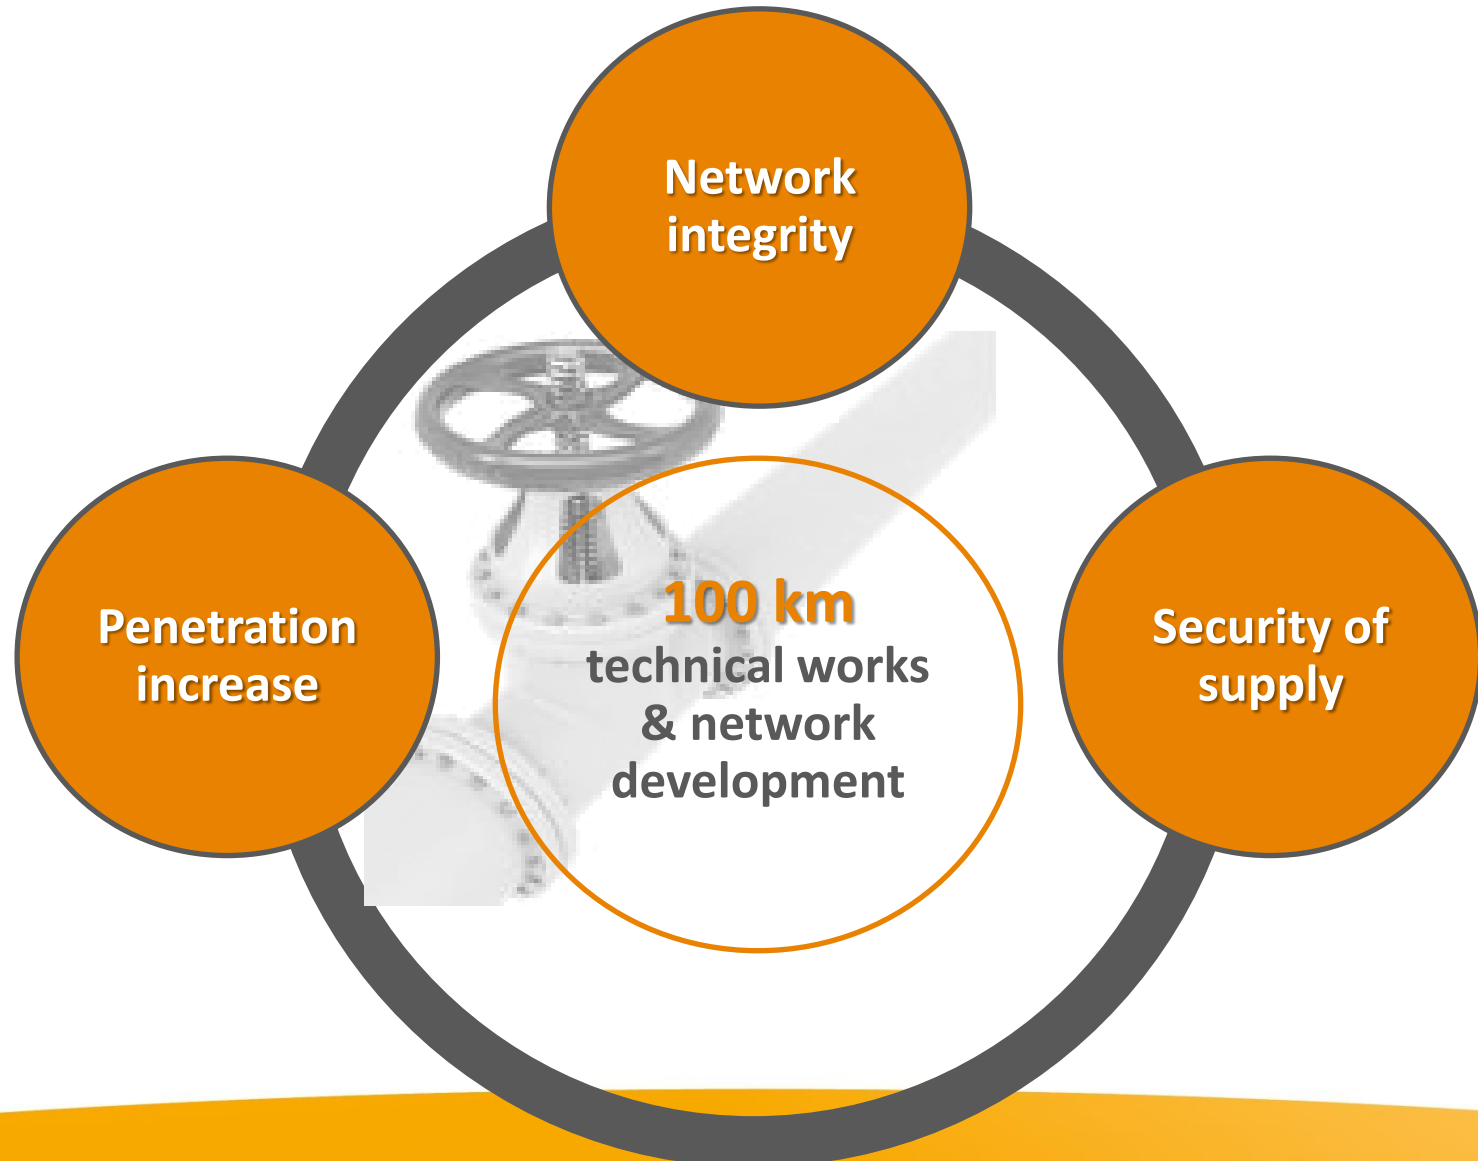 Network
integrity
Penetration
increase
100 km
technical works
& network
development
Security of
supply